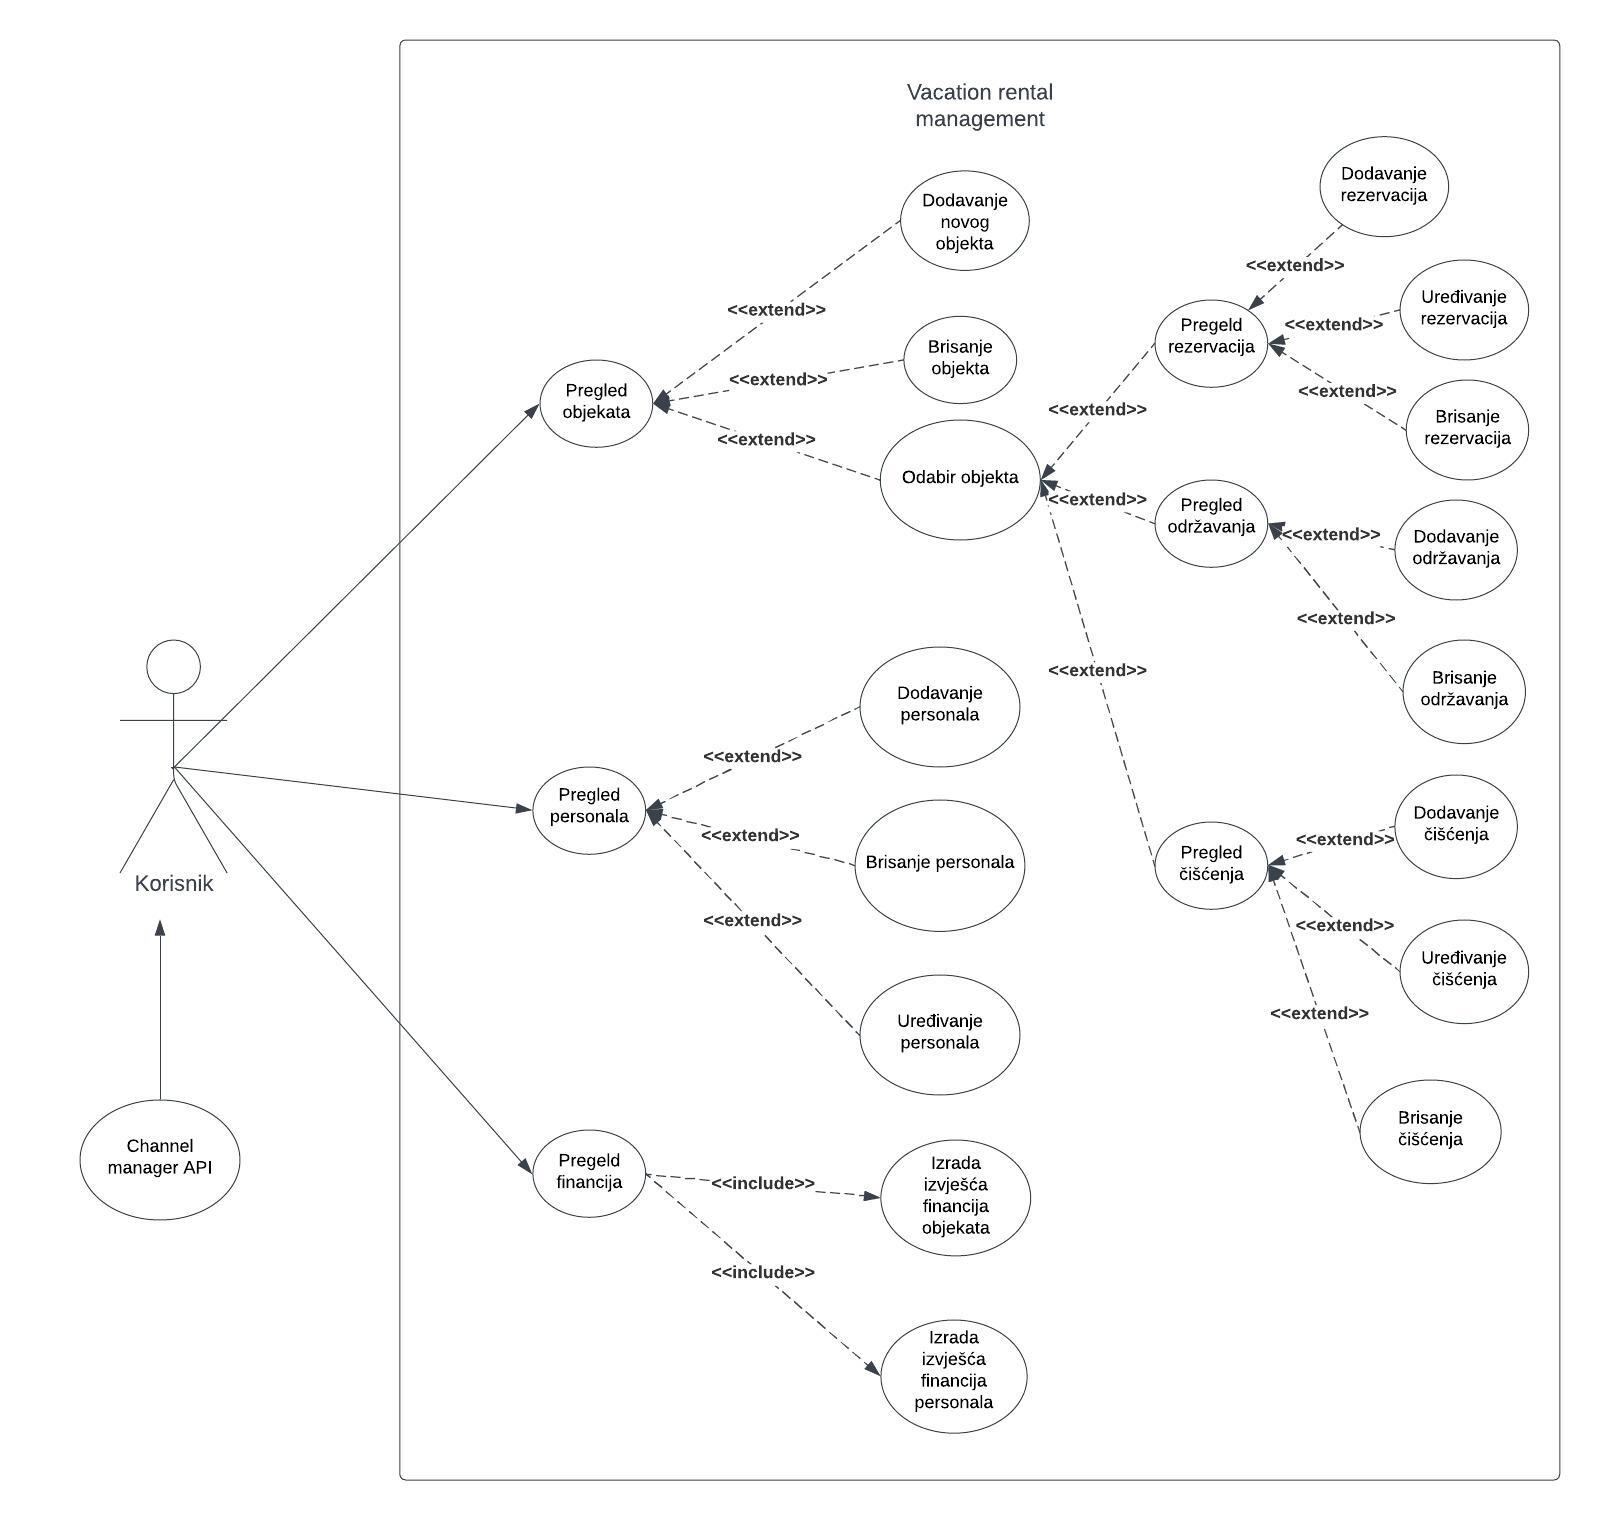 Vacation rental
management
Dodavanje
rezervacija
Dodavanje
novog
objekta
<<extend>>
Uređivanje
rezervacija
<<extend>>
<<extend>>
Pregeld
rezervacija
Brisanje
objekta
<<extend>>
<<extend>>
Pregled
objekata
<<extend>>
Brisanje
rezervacija
<<extend>>
Odabir objekta
<<extend>>
Pregled
održavanja
<<extend>>
Dodavanje
održavanja
<<extend>>
<<extend>>
Brisanje
održavanja
Dodavanje
personala
<<extend>>
Pregled
personala
<<extend>>
Brisanje personala
<<extend>>
Uređivanje
personala
Pregled
čišćenja
<<extend>>
Dodavanje
čišćenja
<<extend>>
Uređivanje
čišćenja
<<extend>>
Brisanje
čišćenja
Korisnik
Channel
manager API
Pregeld
financija
<<include>>
Izrada
izvješća
financija
objekata
<<include>>
Izrada
izvješća
financija
personala